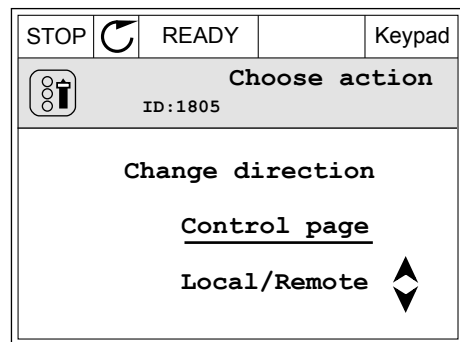 STOP READY Keypad
Choose action
ID:1805
Change direction
Control page
Local/Remote